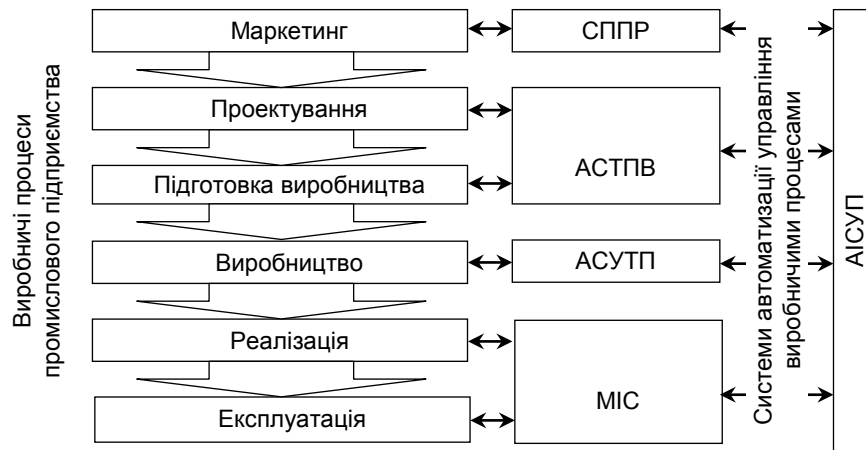 Виробничі процеси
промислового підприємства
Маркетинг
СППР
Проектування
АСТПВ
Підготовка виробництва
Виробництво
АСУТП
Реалізація
МІС
Експлуатація
Системи автоматизації управління
виробничими процесами
АІСУП